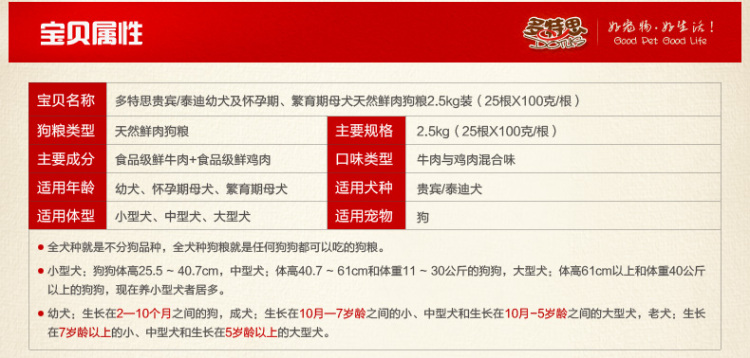 宝贝属性
多特思
好宠物·好生活！
Good Pet Good Life
宝贝名称 多特思贵宾/泰迪幼犬及怀孕期、繁育期母犬天然鲜肉狗粮2.5kg装（25根X100克/根）
狗粮类型 天然鲜肉狗粮 主要规格 2.5kg（25根X100克/根）
主要成分 食品级鲜牛肉+食品级鲜鸡肉 口味类型 牛肉与鸡肉混合味
适用年龄 幼犬、怀孕期母犬、繁育期母犬 适用犬种 贵宾/泰迪犬
适用体型 小型犬、中型犬、大型犬 适用宠物 狗
● 全犬种就是不分狗品种，全犬种狗粮就是任何狗狗都可以吃的狗粮。
● 小型犬；狗狗体高25.5 ~ 40.7cm，中型犬；体高40.7 ~ 61cm和体重11 ~ 30公斤的狗狗，大型犬；体高61cm以上和体重40公斤
以上的狗狗，现在养小型犬者居多。
● 幼犬；生长在2—10个月之间的狗，成犬；生长在10月—7岁龄之间的小、中型犬和生长在10月-5岁龄之间的大型犬，老犬；生长
在7岁龄以上的小、中型犬和生长在5岁龄以上的大型犬。